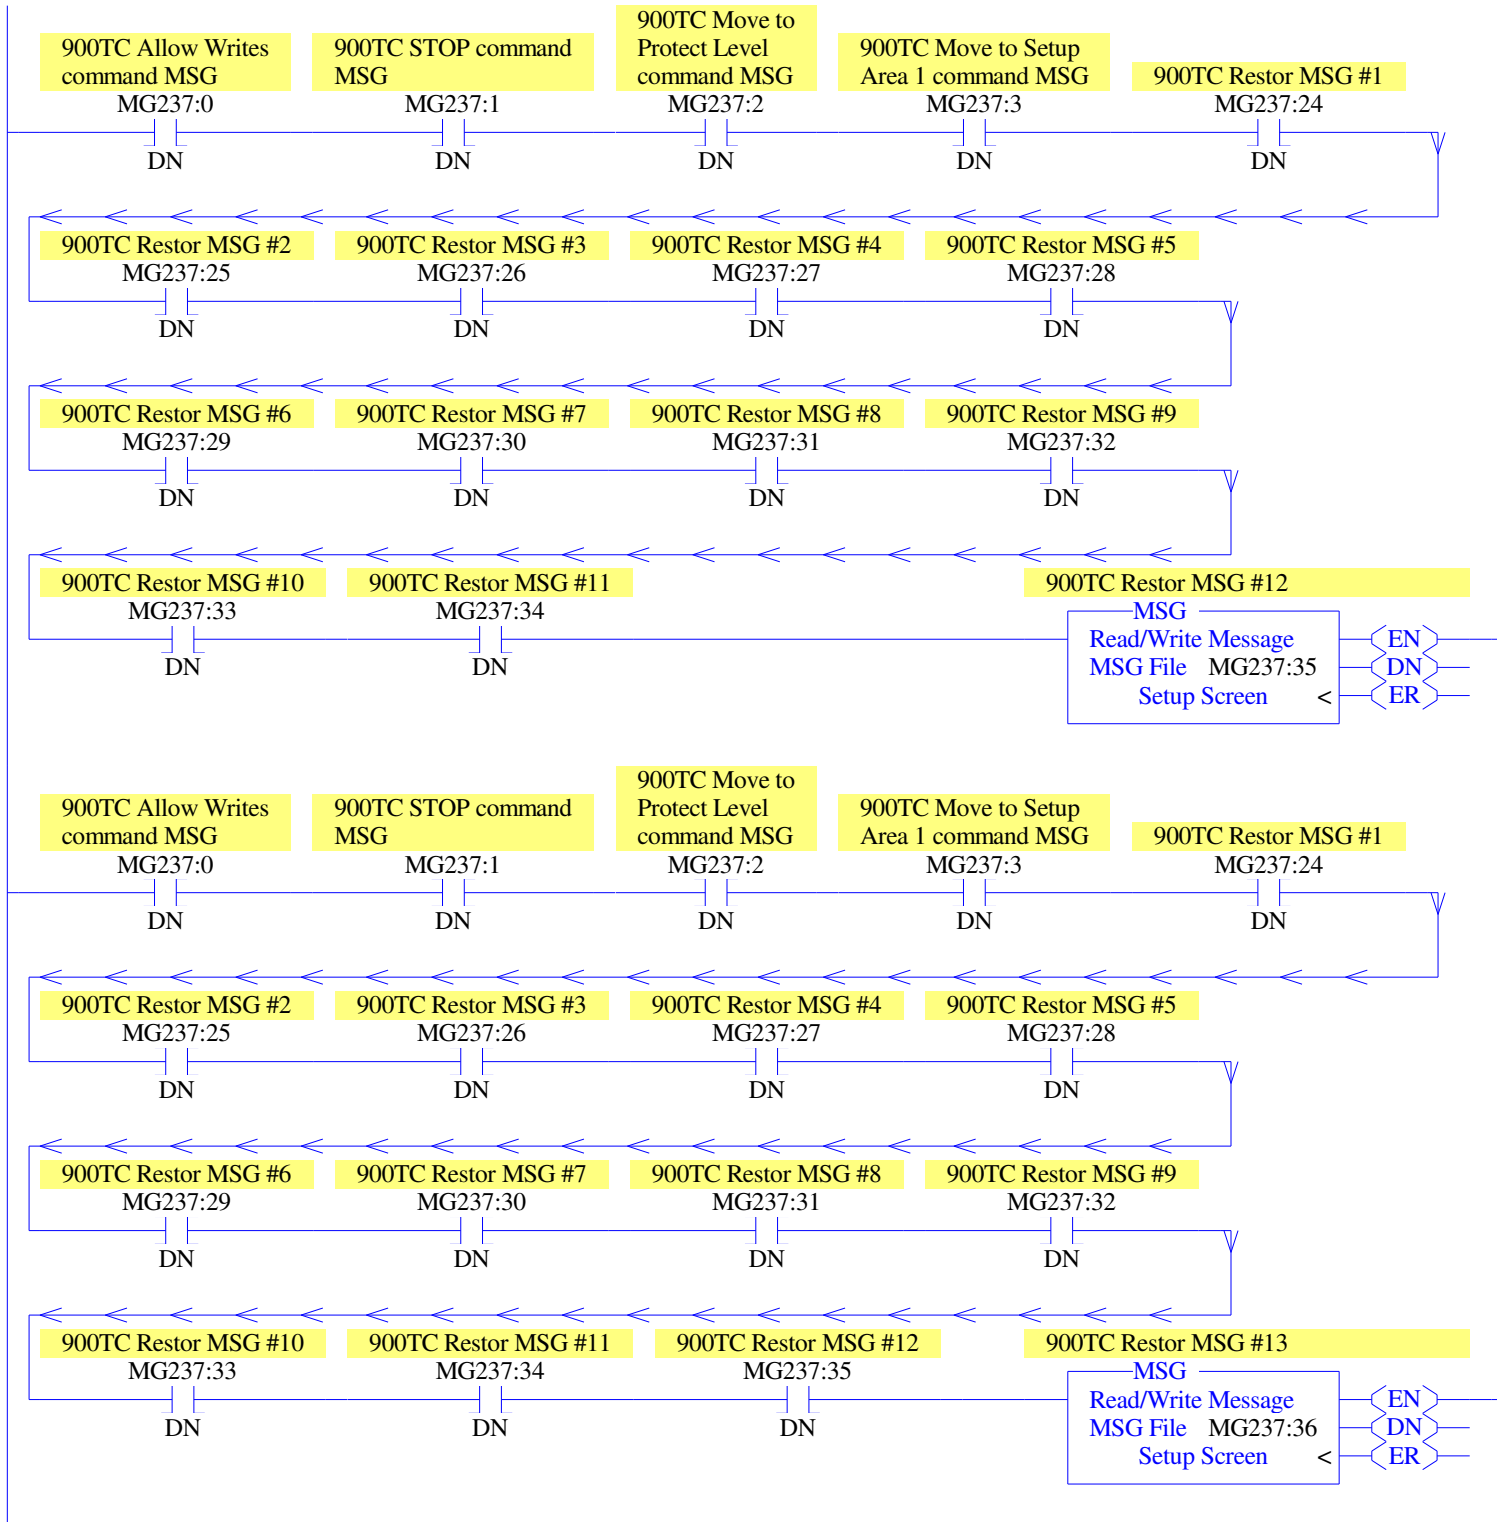 900TC Allow Writes
command MSG
MG237:0
DN
900TC STOP command
MSG
MG237:1
DN
900TC Move to
Protect Level
command MSG
MG237:2
DN
900TC Move to Setup
Area 1 command MSG
MG237:3
DN
900TC Restor MSG #1
MG237:24
DN
900TC Restor MSG #2
MG237:25
DN
900TC Restor MSG #3
MG237:26
DN
900TC Restor MSG #4
MG237:27
DN
900TC Restor MSG #5
MG237:28
DN
900TC Restor MSG #6
MG237:29
DN
900TC Restor MSG #7
MG237:30
DN
900TC Restor MSG #8
MG237:31
DN
900TC Restor MSG #9
MG237:32
DN
900TC Restor MSG #10
MG237:33
DN
900TC Restor MSG #11
MG237:34
DN
900TC Restor MSG #12
MSG
Read/Write Message
MSG File MG237:35
Setup Screen <
EN
DN
ER
900TC Allow Writes
command MSG
MG237:0
DN
900TC STOP command
MSG
MG237:1
DN
900TC Move to
Protect Level
command MSG
MG237:2
DN
900TC Move to Setup
Area 1 command MSG
MG237:3
DN
900TC Restor MSG #1
MG237:24
DN
900TC Restor MSG #2
MG237:25
DN
900TC Restor MSG #3
MG237:26
DN
900TC Restor MSG #4
MG237:27
DN
900TC Restor MSG #5
MG237:28
DN
900TC Restor MSG #6
MG237:29
DN
900TC Restor MSG #7
MG237:30
DN
900TC Restor MSG #8
MG237:31
DN
900TC Restor MSG #9
MG237:32
DN
900TC Restor MSG #10
MG237:33
DN
900TC Restor MSG #11
MG237:34
DN
900TC Restor MSG #12
MG237:35
DN
900TC Restor MSG #13
MSG
Read/Write Message
MSG File MG237:36
Setup Screen <
EN
DN
ER